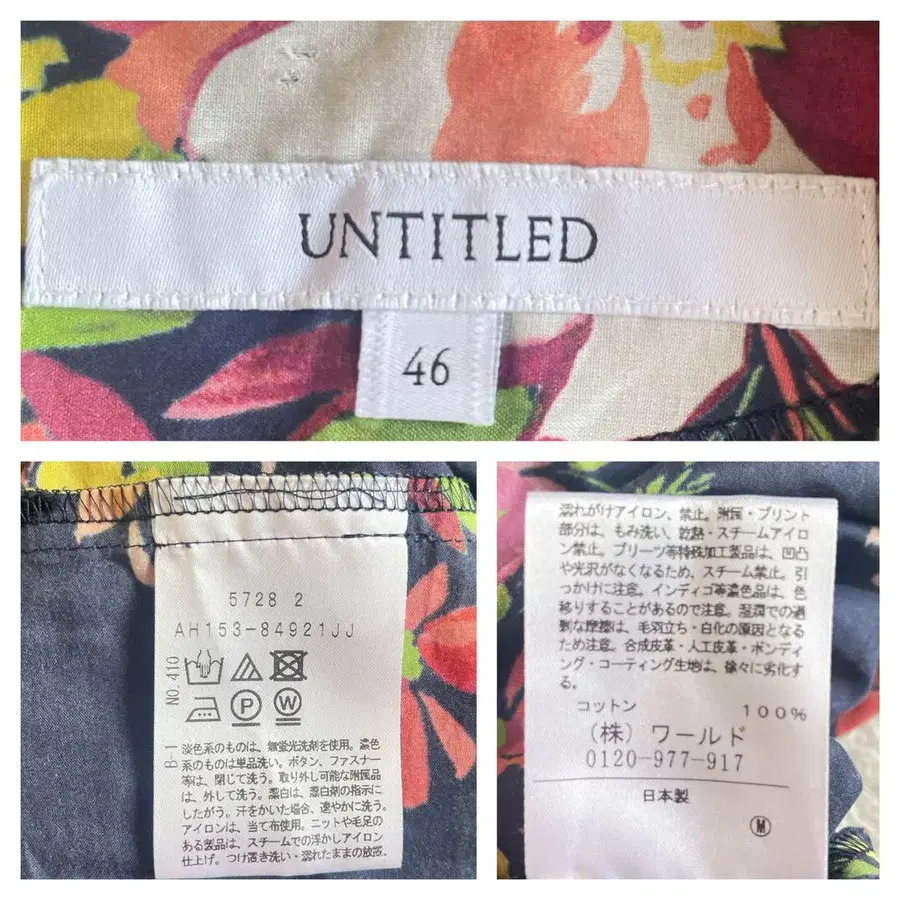 UNTITLED
46
5728 2
AH153-84921JJ
NO.410
P
W
B-1
淡色系のものは、無蛍光洗剤を使用。濃色
系のものは単品洗い。ボタン、ファスナー
等は、閉じて洗う。取り外し可能な附属品
は、外して洗う。漂白は、漂白剤の指示に
したがう。汗をかいた場合、速やかに洗う。
アイロンは、当て布使用。ニットや毛足の
ある製品は、スチームでの浮かしアイロン
仕上げ。つけ置き洗い・濡れたままの放置、
濡れがけアイロン、禁止。附属・プリント
部分は、もみ洗い、乾熱・スチームアイロ
ン禁止。プリーツ等特殊加工製品は、凹凸
や光沢がなくなるため、スチーム禁止。引
っかけに注意。インディゴ等濃色品は、色
移りすることがあるので注意。湿潤での過
剰な摩擦は、毛羽立ち・白化の原因となる
ため注意。合成皮革・人工皮革・ボンディ
ング・コーティング生地は、徐々に劣化す
る。
コットン 100%
(株)ワールド
0120-977-917
日本製
M